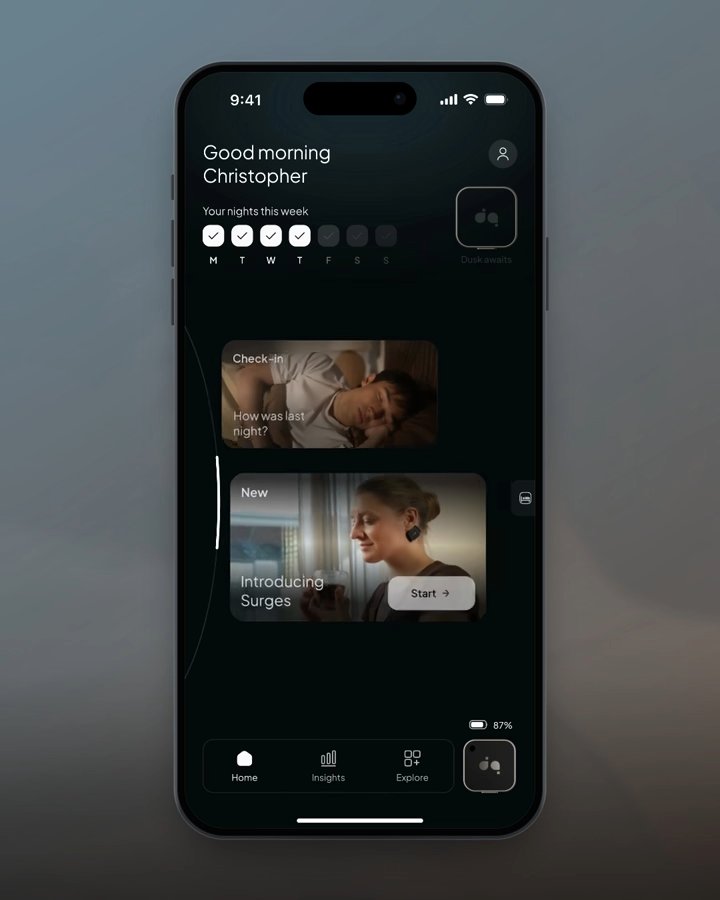 9:41
Good morning
Christopher
Your nights this week
M T W T F S S
Dusk awaits
Check-in
How was last
night?
New
Introducing
Surges
Start
87%
Home Insights Explore